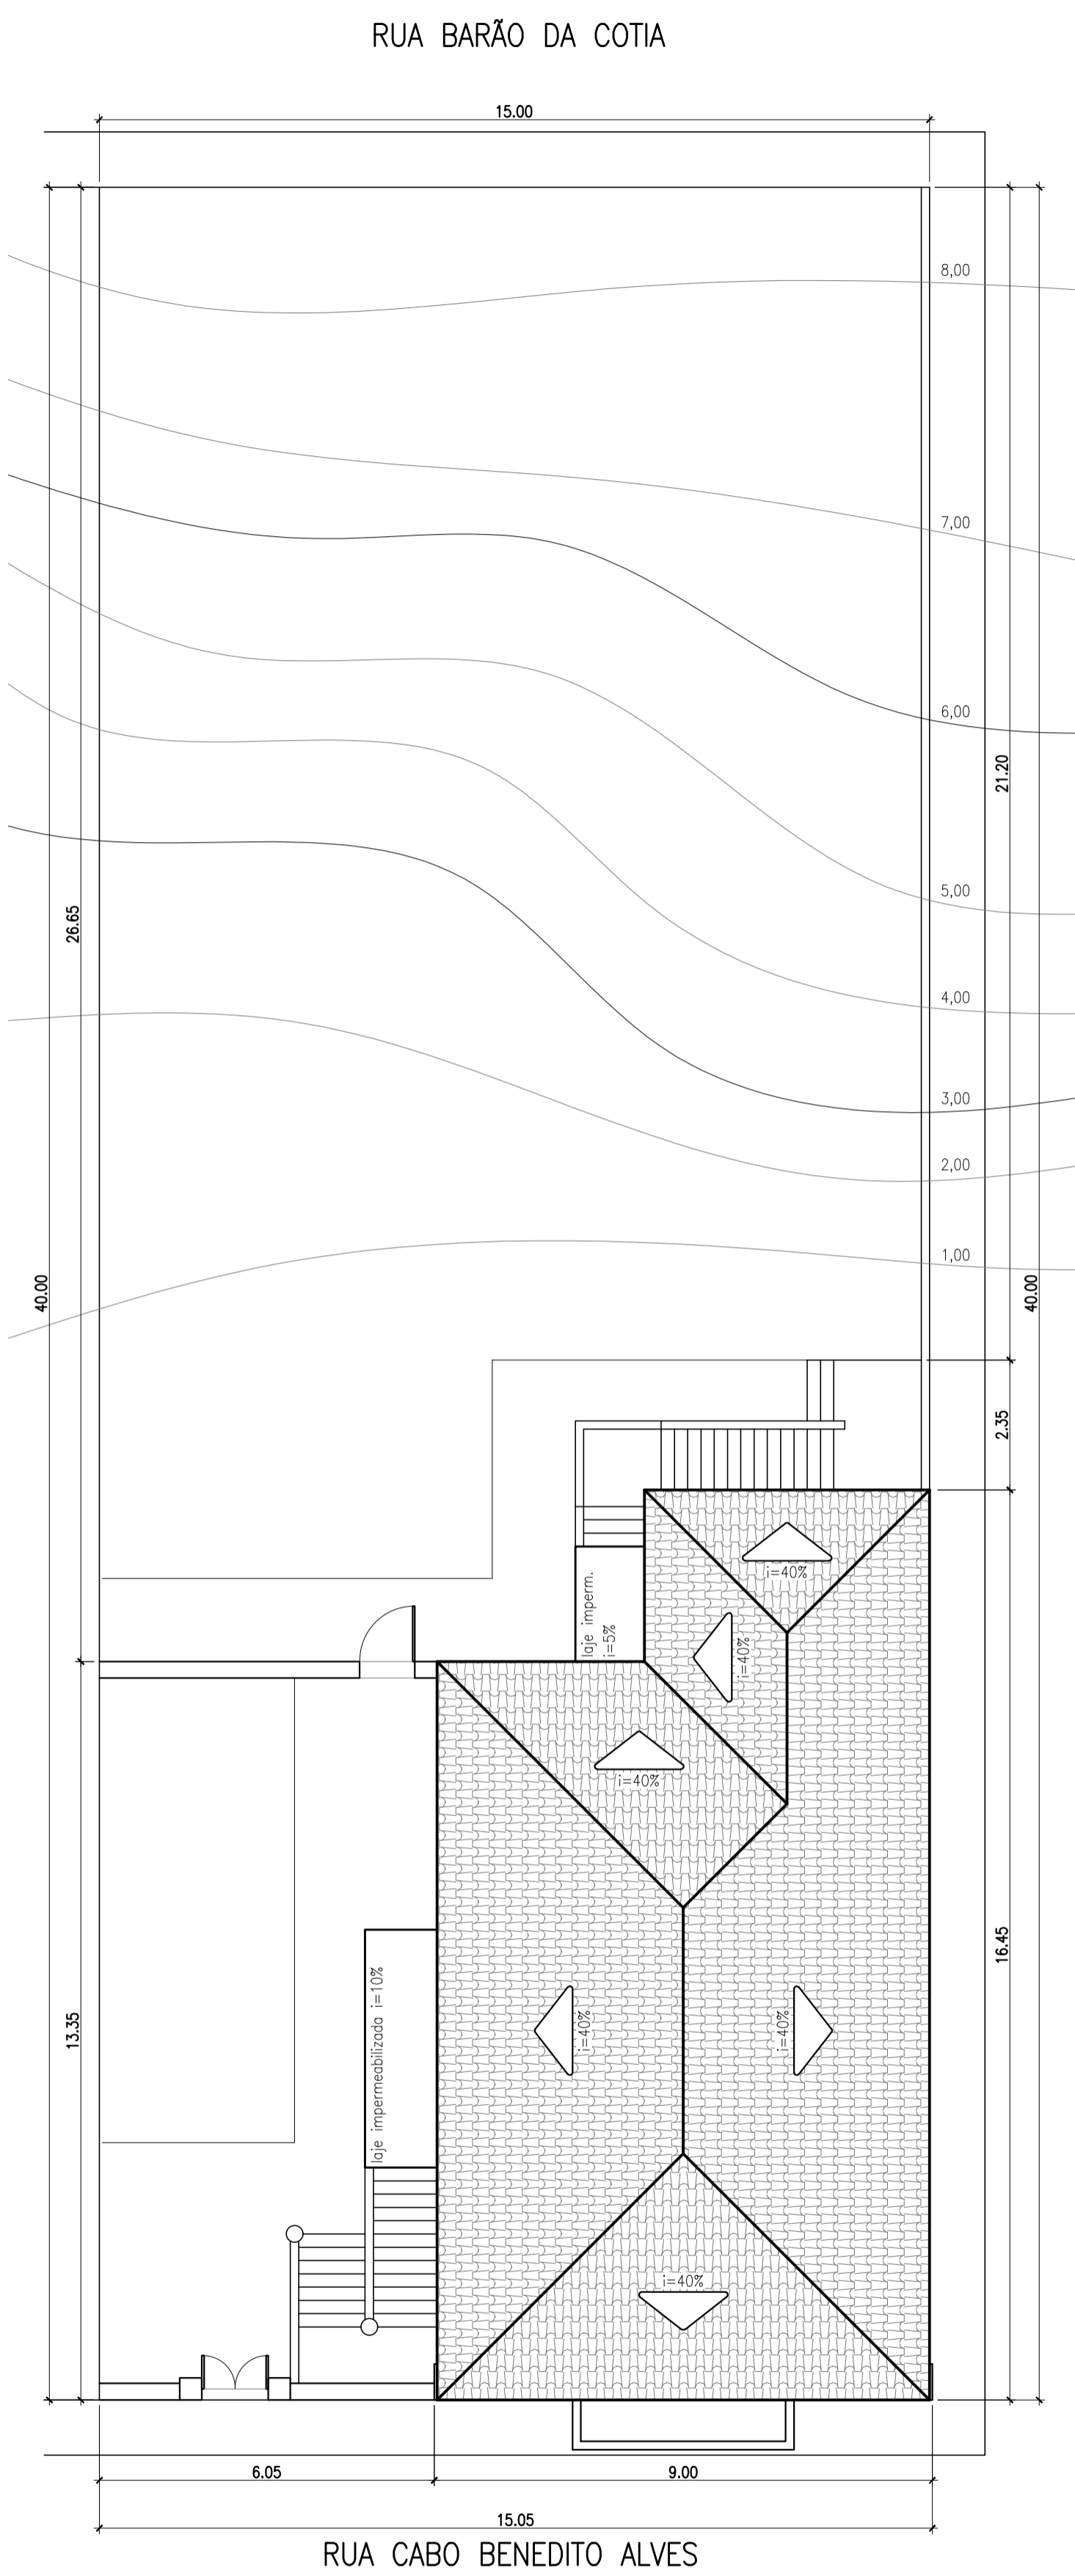 RUA BARÃO DA COTIA
15.00
8,00
7,00
6,00
21.20
5,00
26.65
4,00
3,00
2,00
1,00
40.00
40.00
2.35
i=40%
laje imperm.
i=5%
i=40%
i=40%
16.45
laje impermeabilizada i=10%
13.35
i=40%
i=40%
i=40%
6.05
9.00
15.05
RUA CABO BENEDITO ALVES